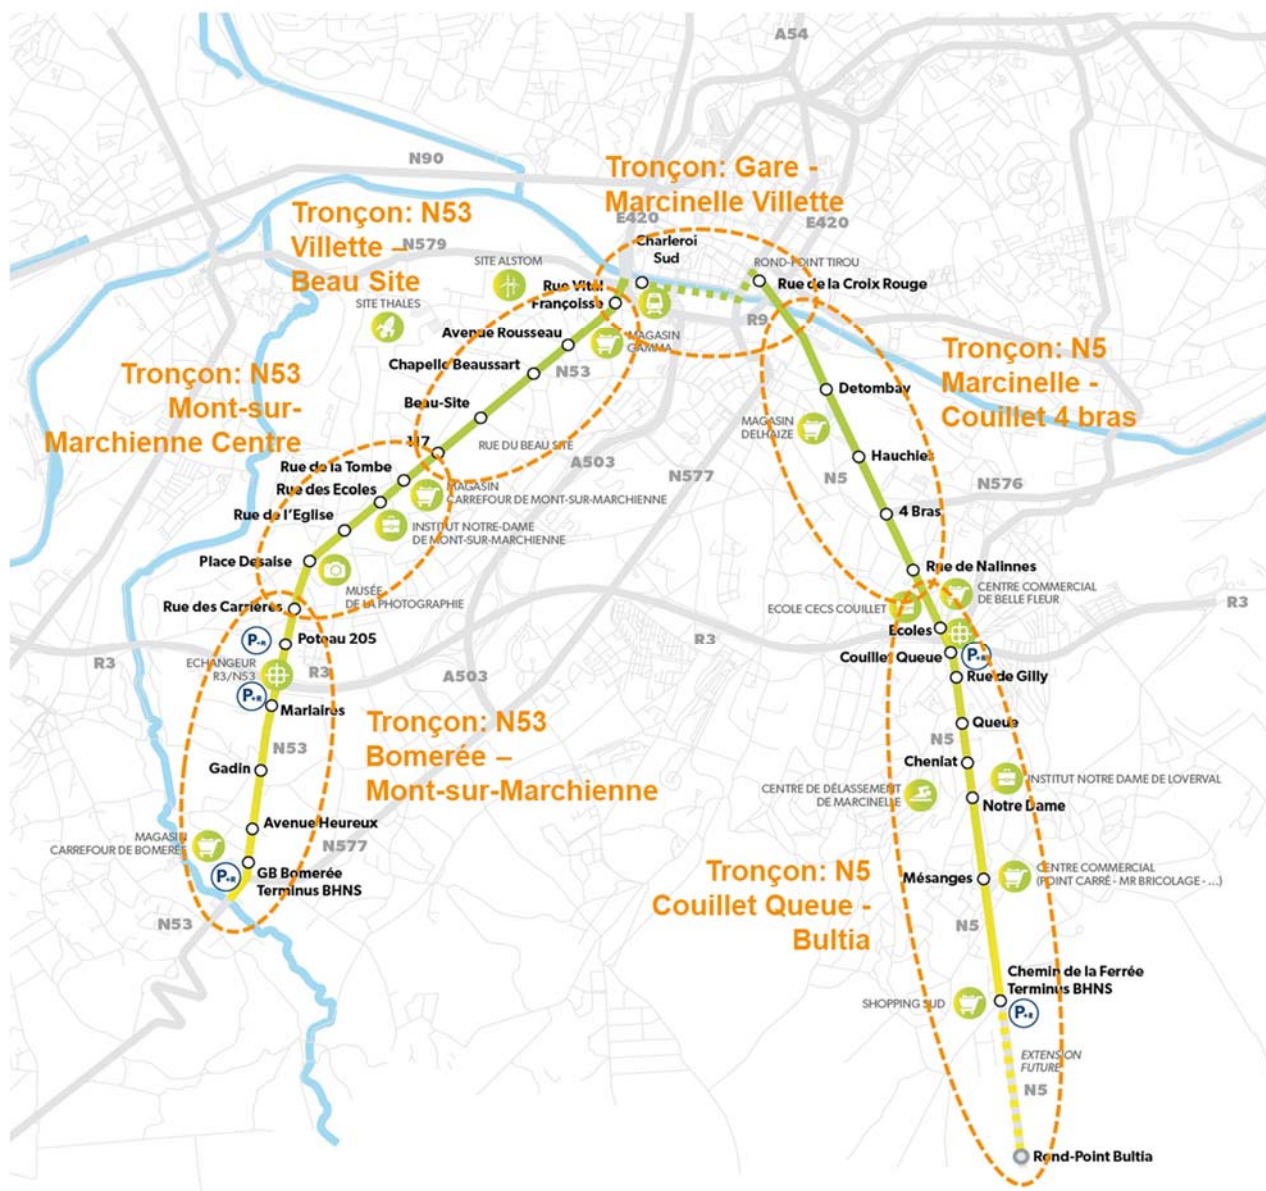 A54
N90
Tronçon: Gare -
Marcinelle Villette
Tronçon: N53
Villette –
Beau Site
E420
E420
N579
Charleroi
Sud
SITE ALSTOM
ROND-POINT TIROU
Rue Vital
Françoisse
Rue de la Croix Rouge
SITE THALES
R9
Avenue Rousseau
MAGASIN
GAMMA
Chapelle Beaussart
N53
Tronçon: N5
Marcinelle -
Couillet 4 bras
Tronçon: N53
Mont-sur-
Marchienne Centre
Detombay
Beau-Site
MAGASIN
DELHAIZE
117
RUE DU BEAU SITE
Hauchies
A503
N577
N5
N576
Rue de la Tombe
Rue des Ecoles
MAGASIN
CARREFOUR DE MONT-SUR-MARCHIENNE
Rue de l'Eglise
4 Bras
INSTITUT NOTRE-DAME
DE MONT-SUR-MARCHIENNE
Place Desaise
Rue de Nalinnes
MUSÉE
DE LA PHOTOGRAPHIE
CENTRE COMMERCIAL
DE BELLE FLEUR
Rue des Carrières
ECOLE CECS COUILLET
R3
P+R
Poteau 205
Ecoles
R3
Couillet Queue
P+R
R3
ECHANGEUR
R3/N53
R3
A503
Rue de Gilly
P+R
Marlaires
Tronçon: N53
Bomerée –
Mont-sur-Marchienne
Queue
N53
N5
Gadin
Cheniat
INSTITUT NOTRE DAME DE LOVERVAL
CENTRE DE DÉLASSEMENT
DE MARCINELLE
Notre Dame
Avenue Heureux
MAGASIN
CARREFOUR DE BOMERÉE
N577
P+R
GB Bomerée
Terminus BHNS
Tronçon: N5
Couillet Queue -
Bultia
Mésanges
CENTRE COMMERCIAL
(POINT CARRÉ - MR BRICOLAGE - ...)
N53
N5
Chemin de la Ferrée
Terminus BHNS
SHOPPING SUD
P+R
EXTENSION
FUTURE
N5
Rond-Point Bultia